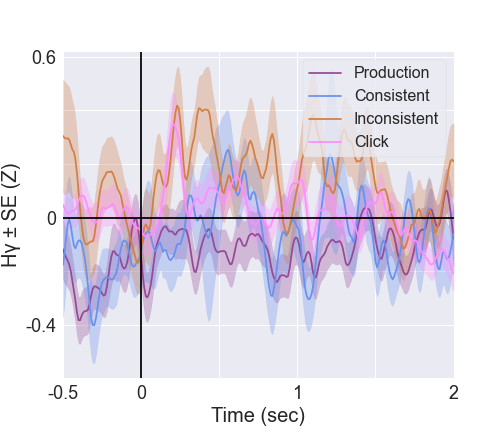 0.6
0
-0.4
Hγ ± SE (Z)
Production
Consistent
Inconsistent
Click
-0.5 0 1 2
Time (sec)